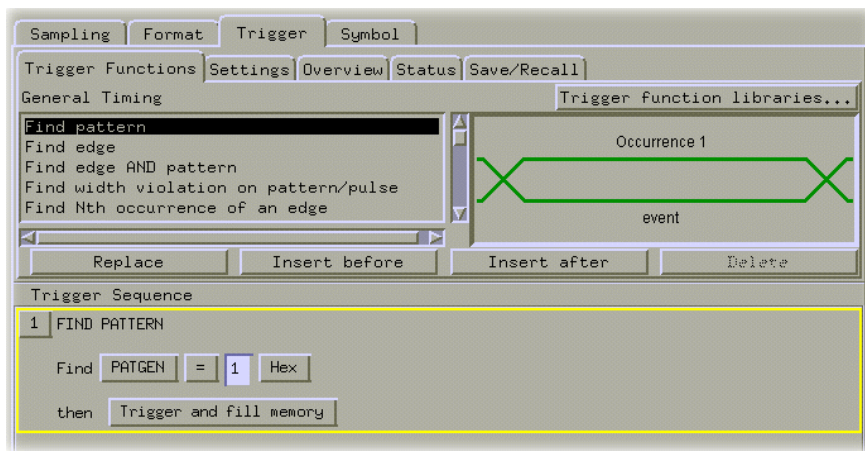 Sampling Format Trigger Symbol
Trigger Functions Settings Overview Status Save/Recall
General Timing Trigger function libraries...
Find pattern
Find edge
Find edge AND pattern
Find width violation on pattern/pulse
Find Nth occurrence of an edge
Occurrence 1
event
Replace Insert before Insert after Delete
Trigger Sequence
1 FIND PATTERN
Find PATGEN = 1 Hex
then Trigger and fill memory